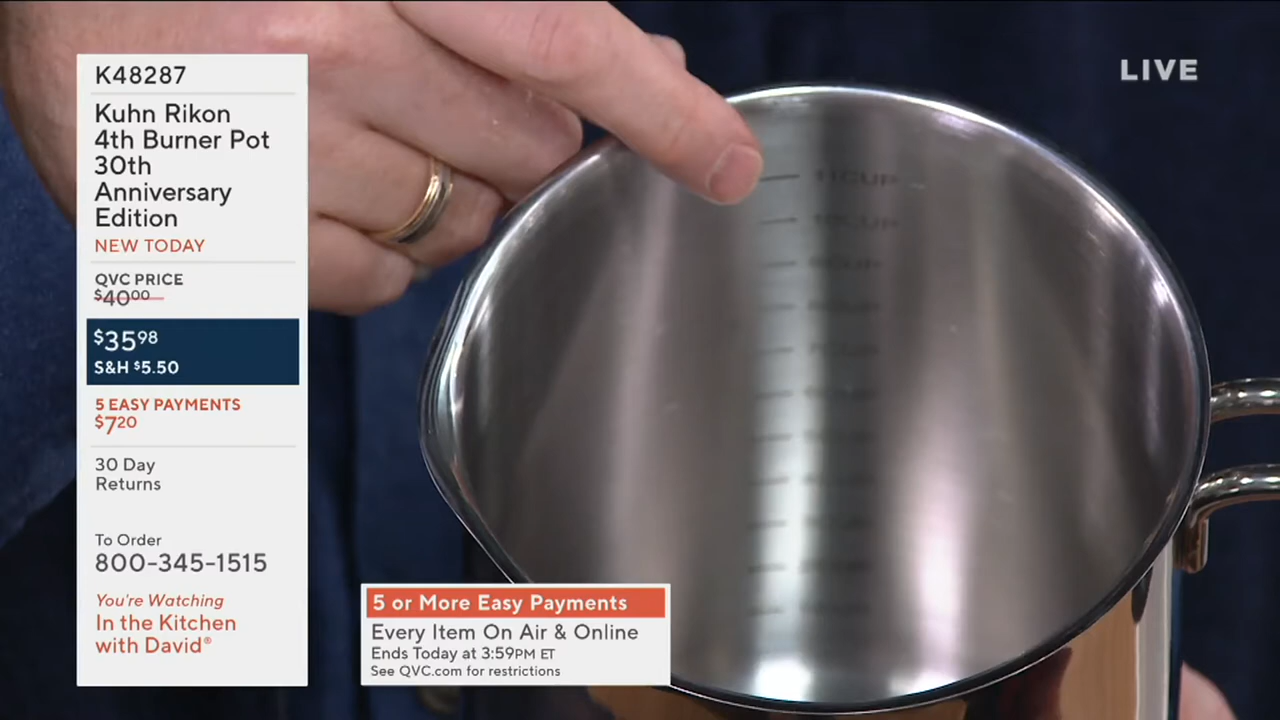 K48287
Kuhn Rikon
4th Burner Pot
30th
Anniversary
Edition
NEW TODAY
QVC PRICE
$40.00
$35.98
S&H $5.50
5 EASY PAYMENTS
$7.20
30 Day
Returns
To Order
800-345-1515
You're Watching
In the Kitchen
with David®
LIVE
11CUP
10CUP
5 or More Easy Payments
Every Item On Air & Online
Ends Today at 3:59PM ET
See QVC.com for restrictions